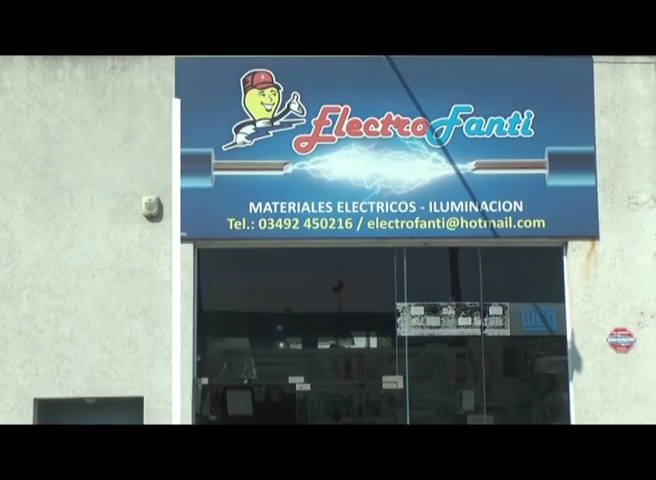 ElectroFanti
MATERIALES ELECTRICOS - ILUMINACION
Tel.: 03492 450216 / electrofanti@hotmail.com